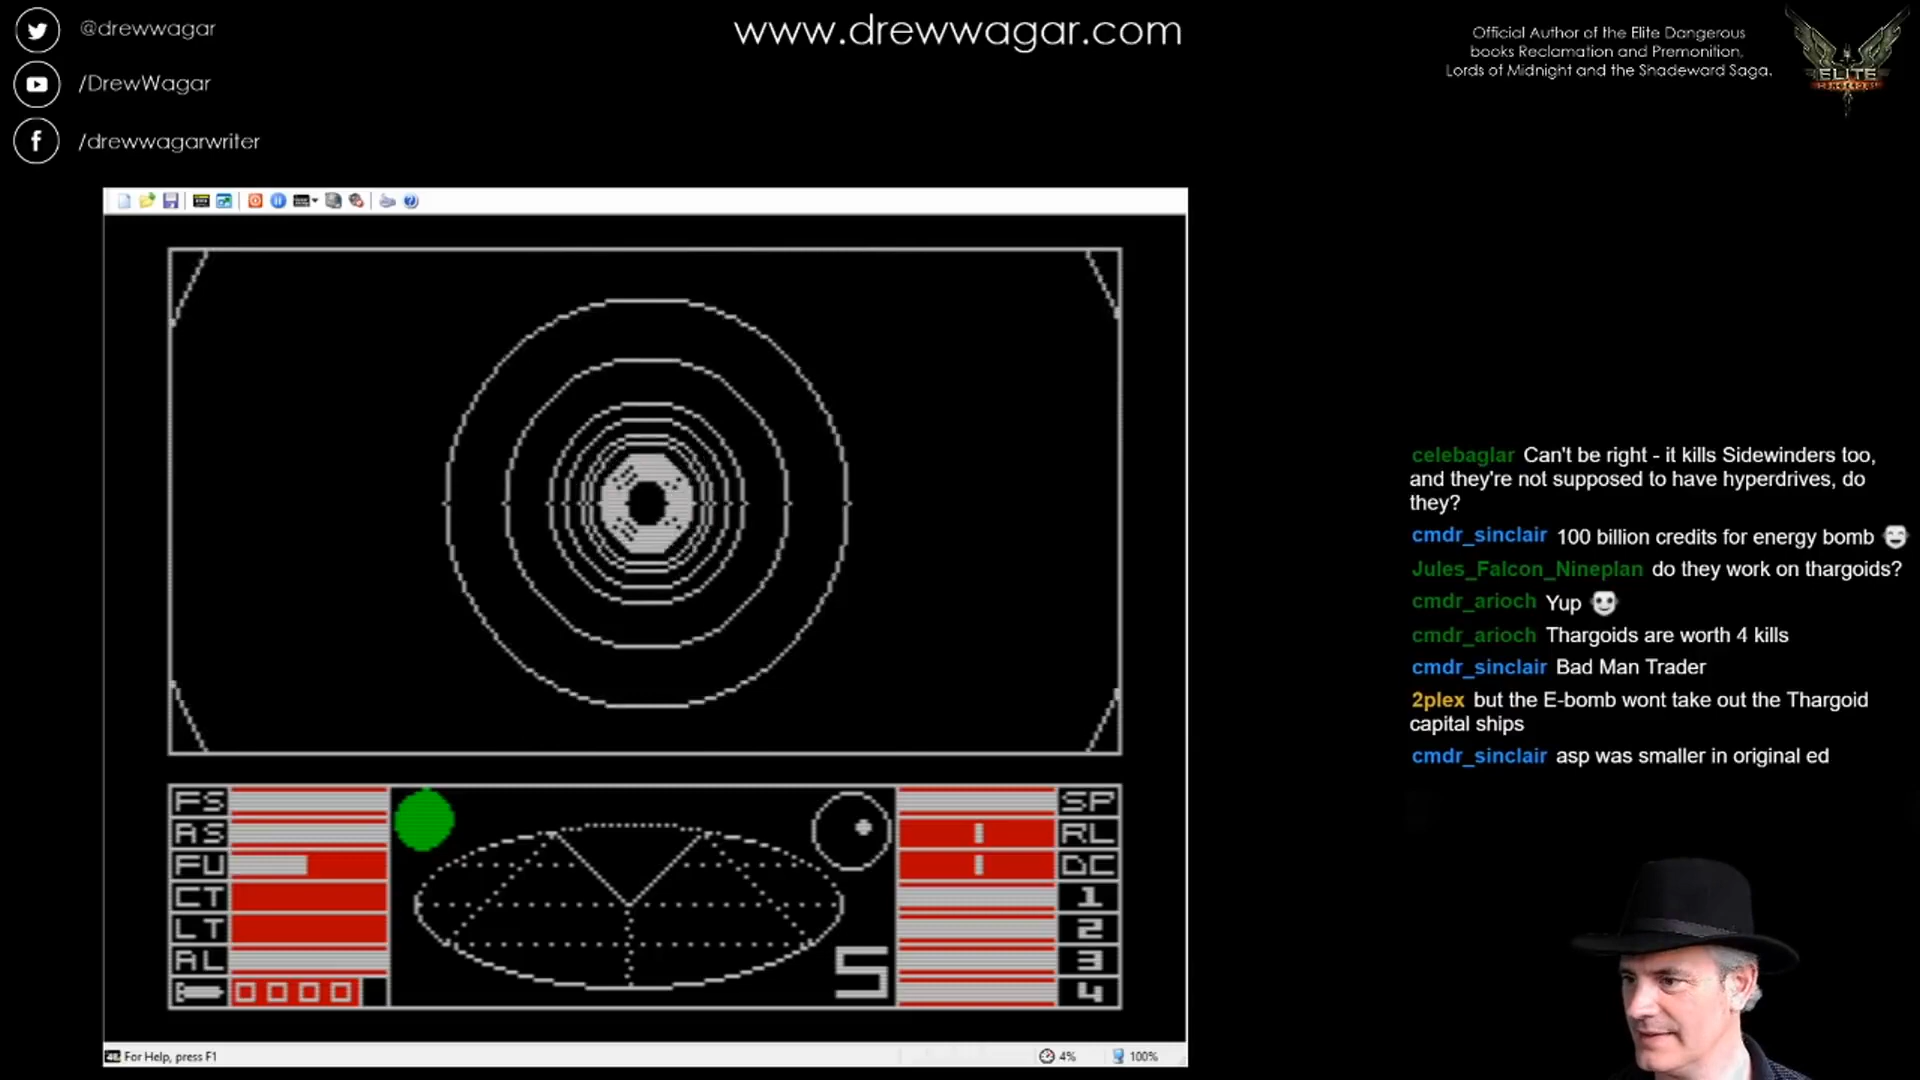 @drewwagar
/DrewWagar
/drewwagarwriter
www.drewwagar.com
Official Author of the Elite Dangerous
books Reclamation and Premonition,
Lords of Midnight and the Shadeward Saga.
ELITE
DANGEROUS
FS
AS
FU
CT
LT
AL
S
SP
RL
DC
1
2
3
4
For Help, press F1
4%
100%
celebaglar Can't be right - it kills Sidewinders too,
and they're not supposed to have hyperdrives, do
they?
cmdr_sinclair 100 billion credits for energy bomb
Jules_Falcon_Nineplan do they work on thargoids?
cmdr_arioch Yup
cmdr_arioch Thargoids are worth 4 kills
cmdr_sinclair Bad Man Trader
2plex but the E-bomb wont take out the Thargoid
capital ships
cmdr_sinclair asp was smaller in original ed